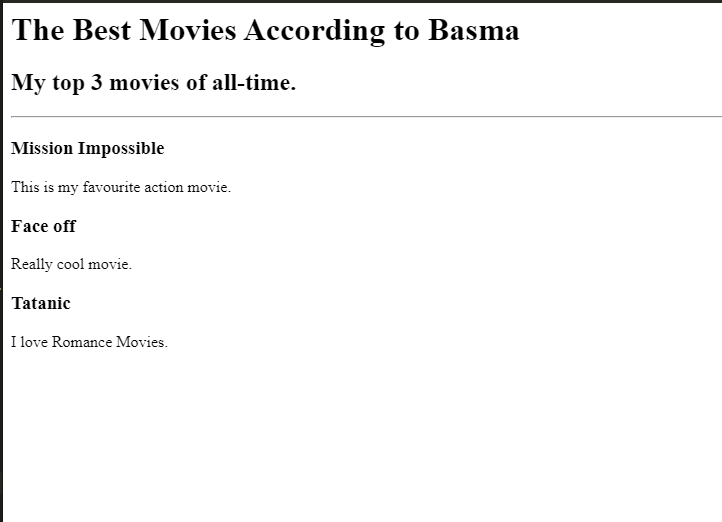 The Best Movies According to Basma
My top 3 movies of all-time.
Mission Impossible
This is my favourite action movie.
Face off
Really cool movie.
Tatanic
I love Romance Movies.